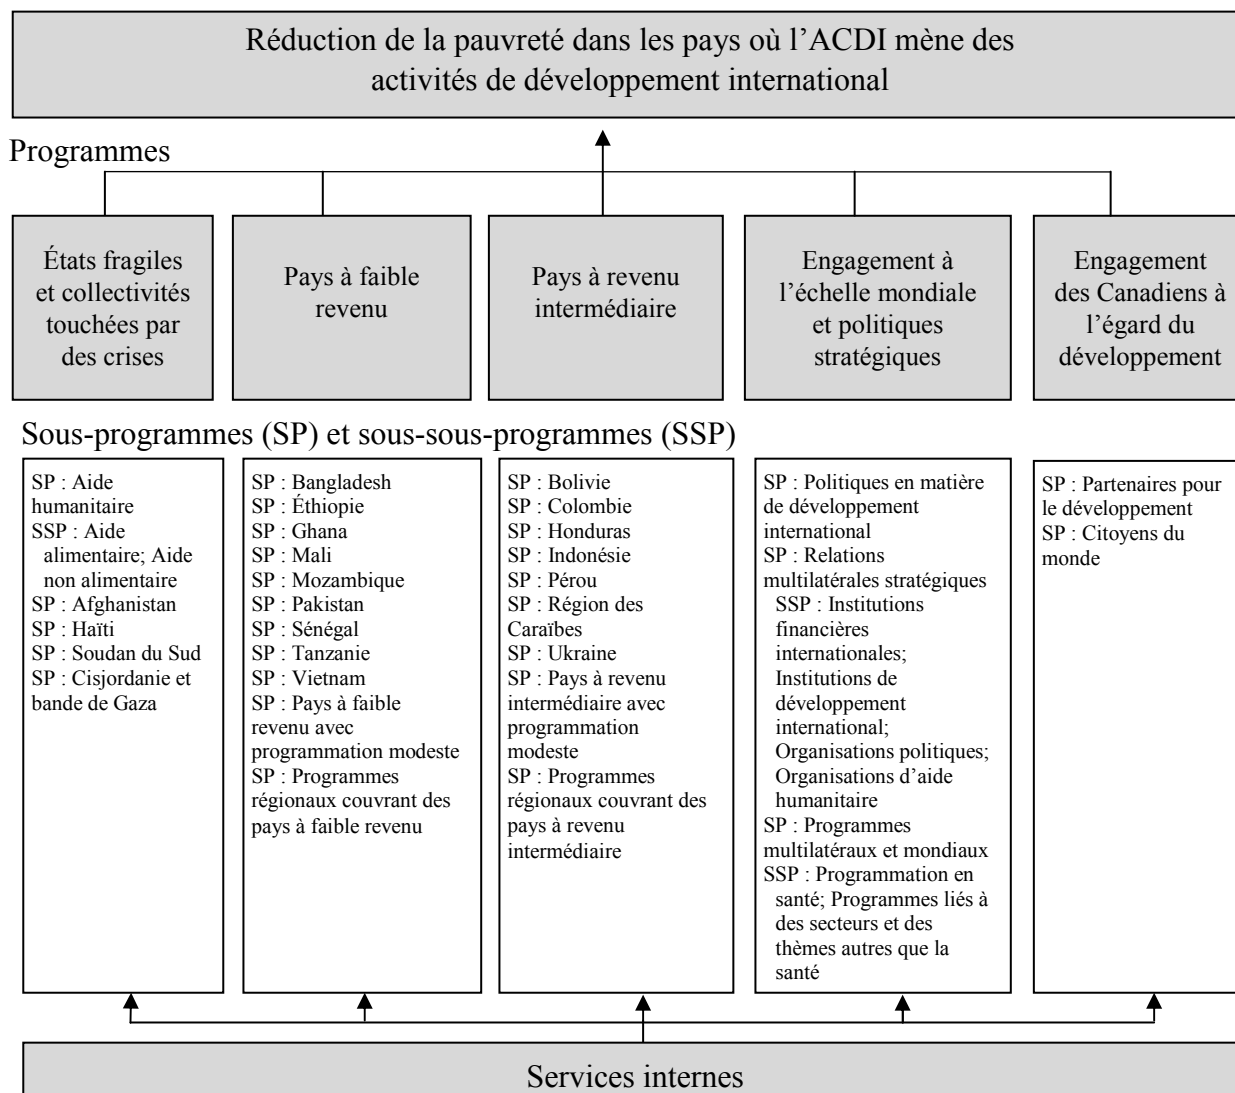 Réduction de la pauvreté dans les pays où l’ACDI mène des
activités de développement international
Programmes
États fragiles
et collectivités
touchées par
des crises
Pays à faible
revenu
Pays à revenu
intermédiaire
Engagement à
l’échelle mondiale
et politiques
stratégiques
Engagement
des Canadiens à
l’égard du
développement
Sous-programmes (SP) et sous-sous-programmes (SSP)
SP : Aide
humanitaire
SSP : Aide
alimentaire; Aide
non alimentaire
SP : Afghanistan
SP : Haïti
SP : Soudan du Sud
SP : Cisjordanie et
bande de Gaza
SP : Bangladesh
SP : Éthiopie
SP : Ghana
SP : Mali
SP : Mozambique
SP : Pakistan
SP : Sénégal
SP : Tanzanie
SP : Vietnam
SP : Pays à faible
revenu avec
programmation modeste
SP : Programmes
régionaux couvrant des
pays à faible revenu
SP : Bolivie
SP : Colombie
SP : Honduras
SP : Indonésie
SP : Pérou
SP : Région des
Caraïbes
SP : Ukraine
SP : Pays à revenu
intermédiaire avec
programmation
modeste
SP : Programmes
régionaux couvrant des
pays à revenu
intermédiaire
SP : Politiques en matière
de développement
international
SP : Relations
multilatérales stratégiques
SSP : Institutions
financières
internationales;
Institutions de
développement
international;
Organisations politiques;
Organisations d’aide
humanitaire
SP : Programmes
multilatéraux et mondiaux
SSP : Programmation en
santé; Programmes liés à
des secteurs et des
thèmes autres que la
santé
SP : Partenaires pour
le développement
SP : Citoyens du
monde
Services internes